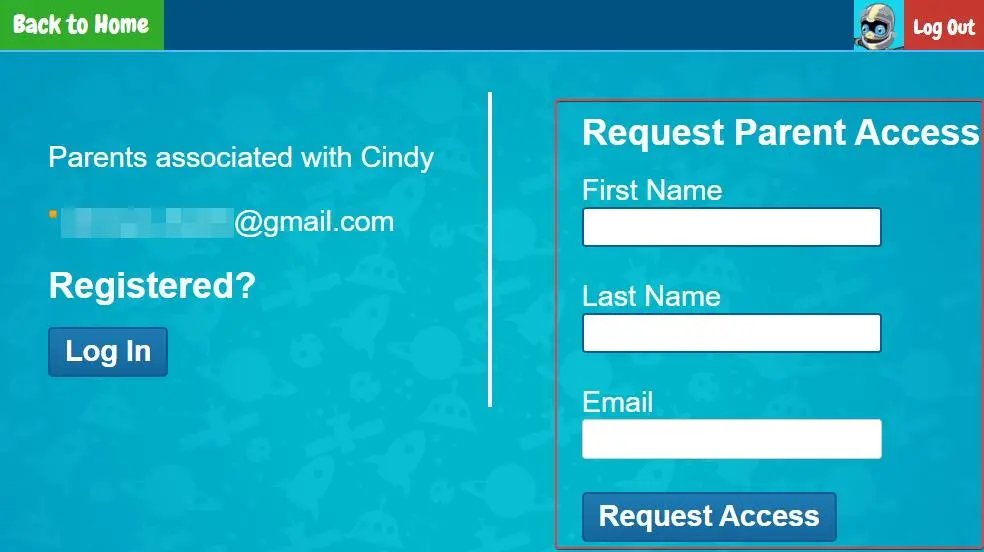 Back to Home
Log Out
Parents associated with Cindy
@gmail.com
Registered?
Log In
Request Parent Access
First Name
Last Name
Email
Request Access